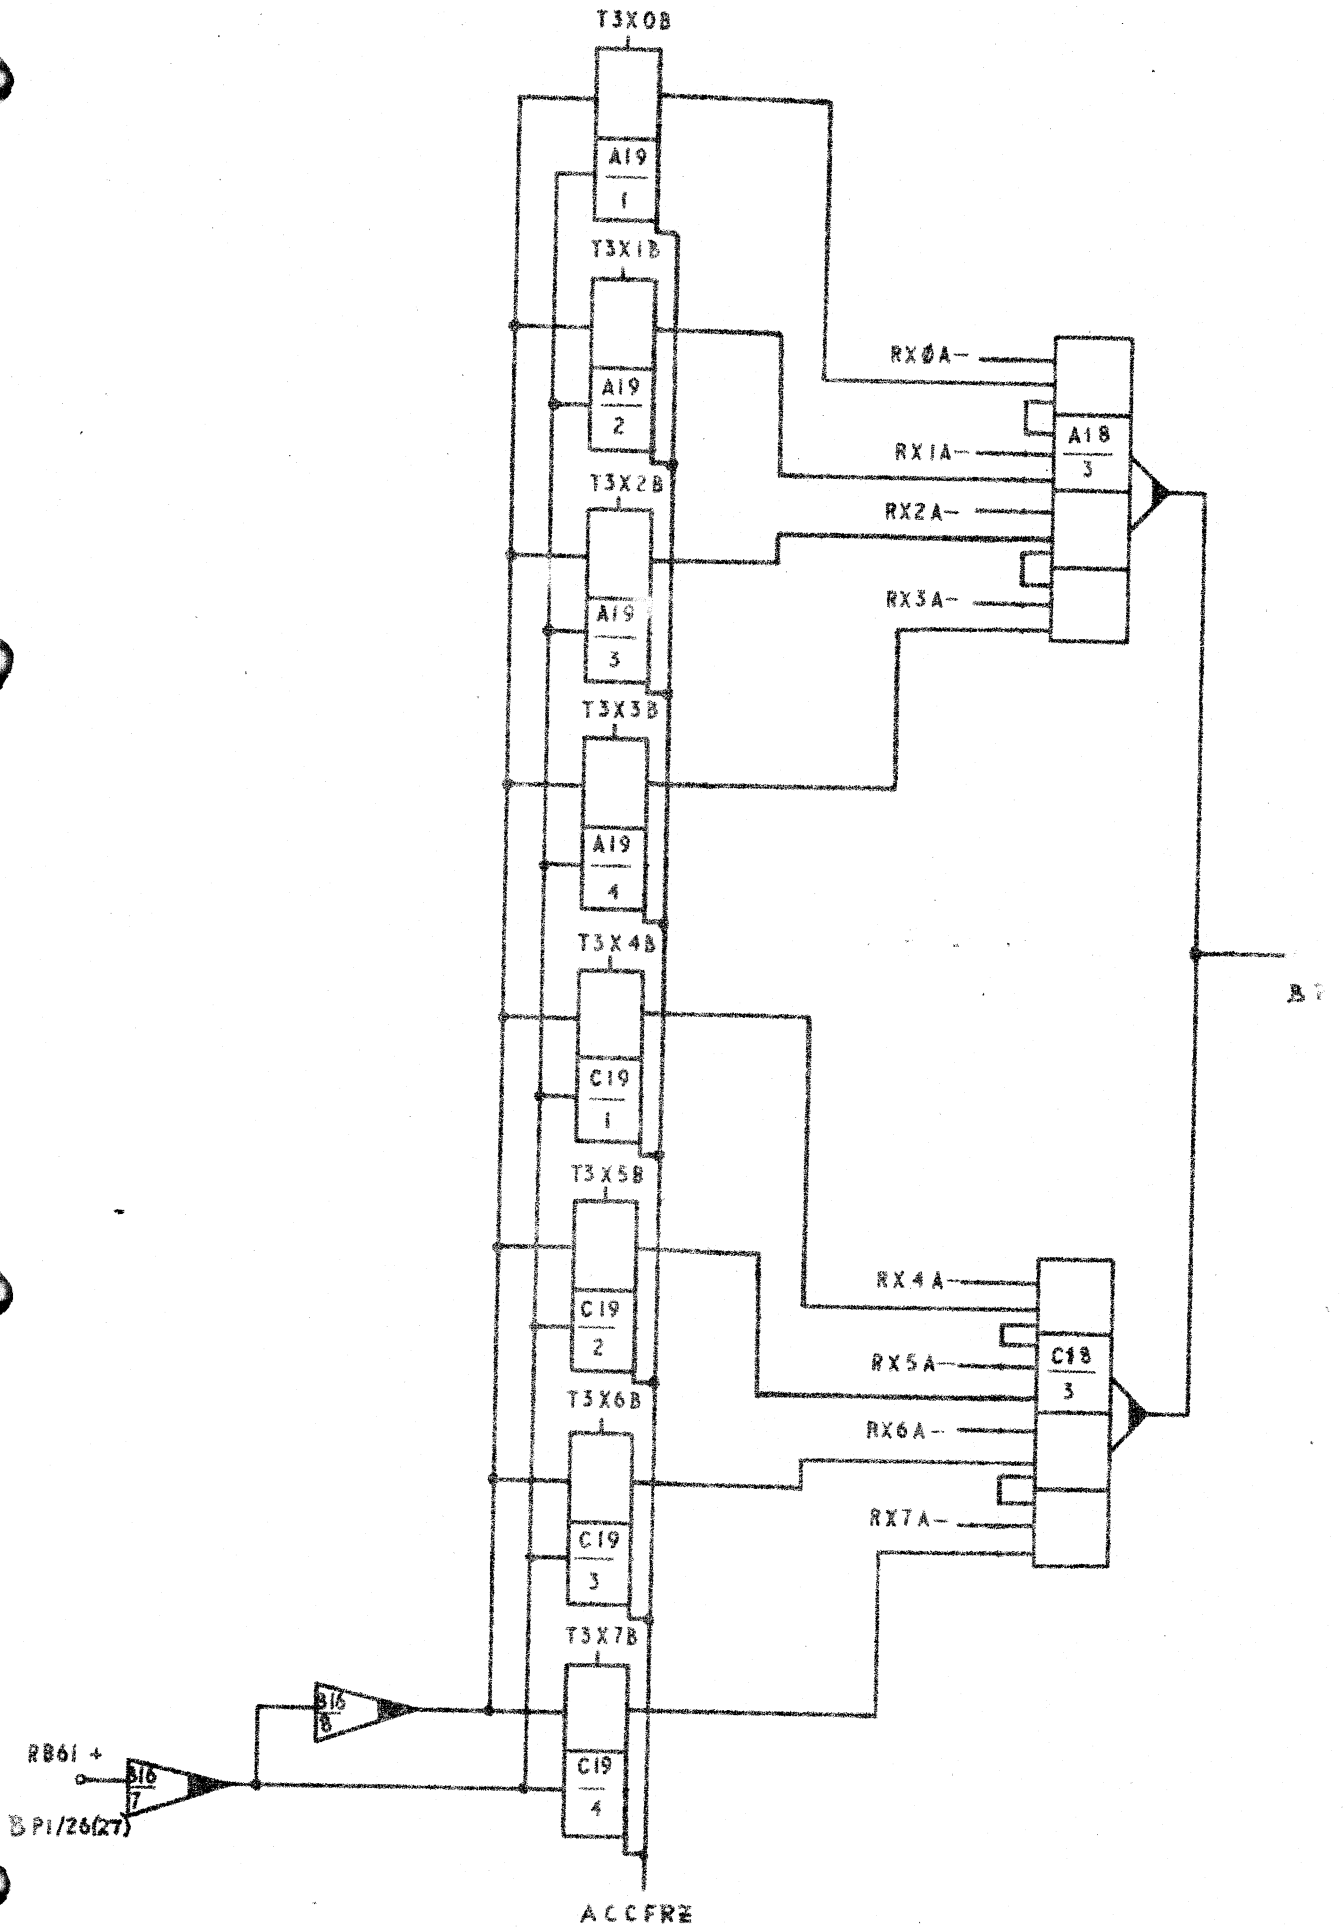 T3X0B
A19
1
T3X1B
A19
2
T3X2B
A19
3
T3X3B
A19
4
T3X4B
C19
1
T3X5B
C19
2
T3X6B
C19
3
T3X7B
C19
4
RXØA-
RX1A-
RX2A-
RX3A-
A18
3
RX4A-
RX5A-
RX6A-
RX7A-
C18
3
B
B16
8
RB61 +
B16
7
BP1/26(27)
ACCFRZ